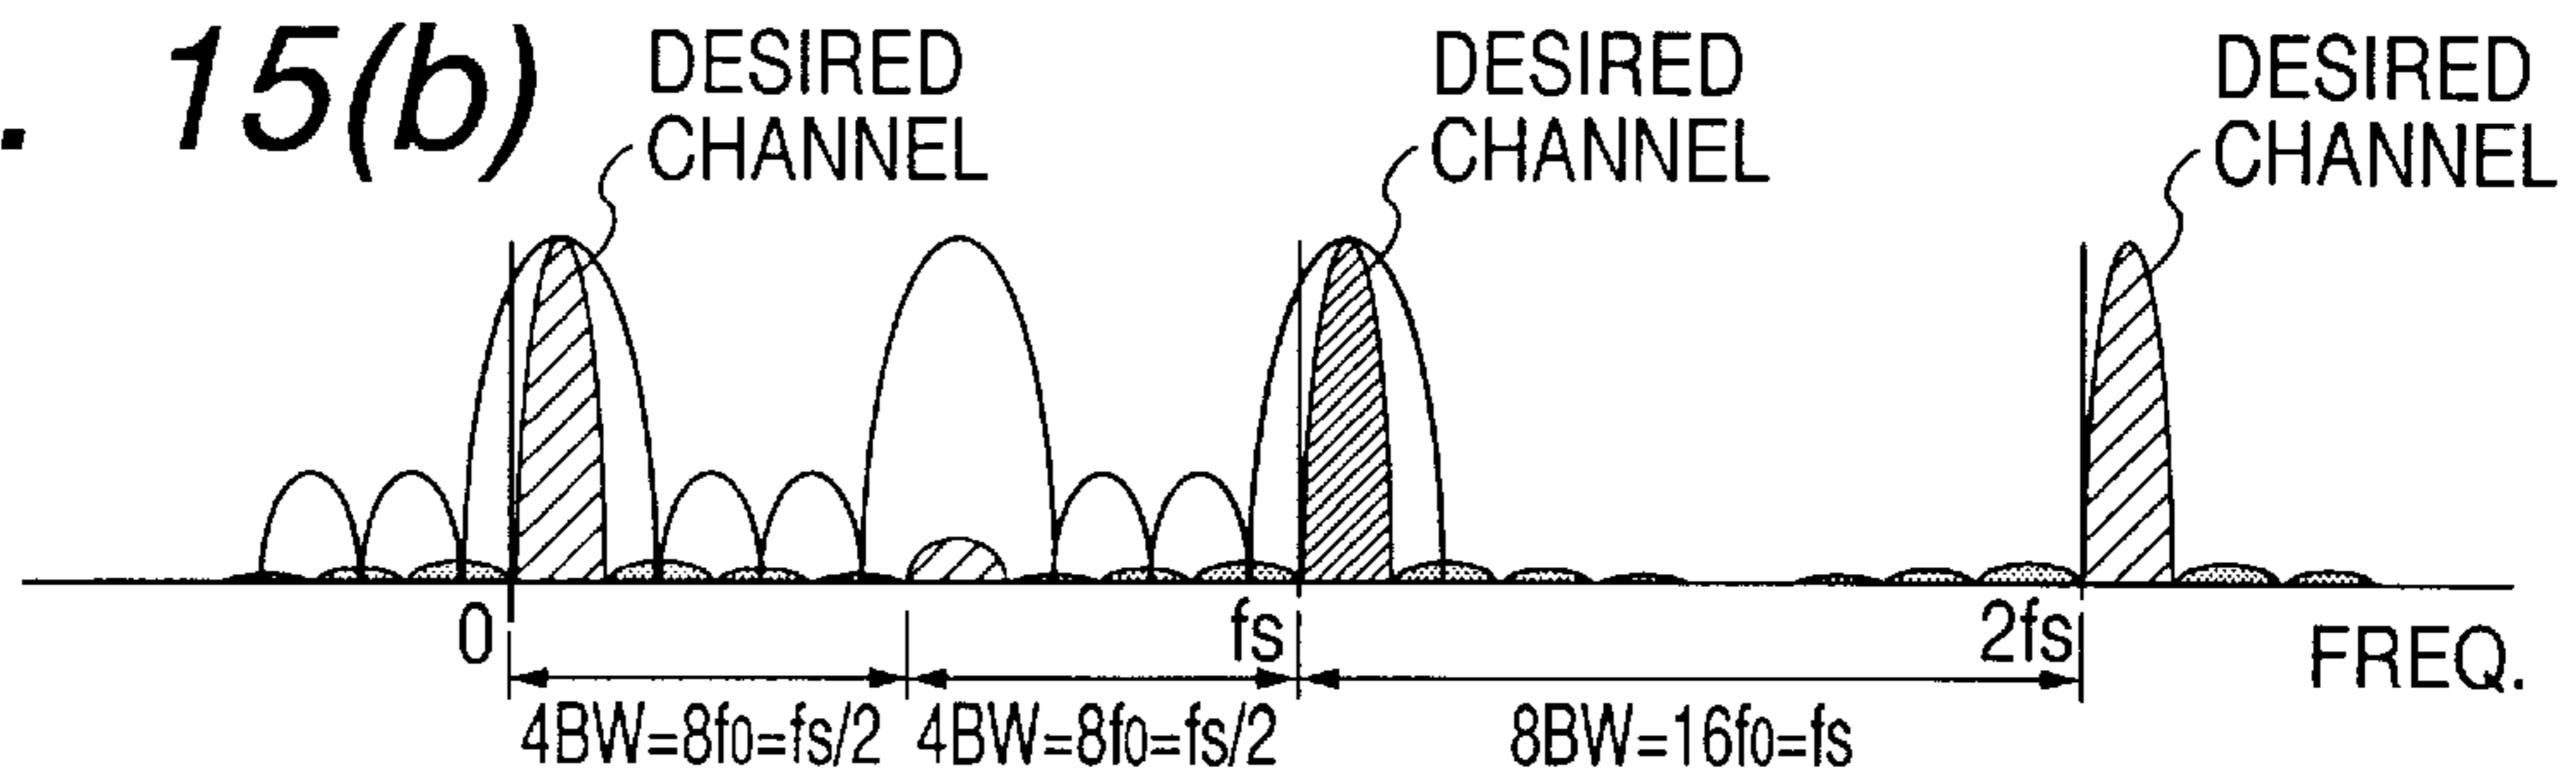 . 15(b)
DESIRED
CHANNEL
DESIRED
CHANNEL
DESIRED
CHANNEL
0
fs
2fs
FREQ.
4BW=8f0=fs/2
4BW=8f0=fs/2
8BW=16f0=fs